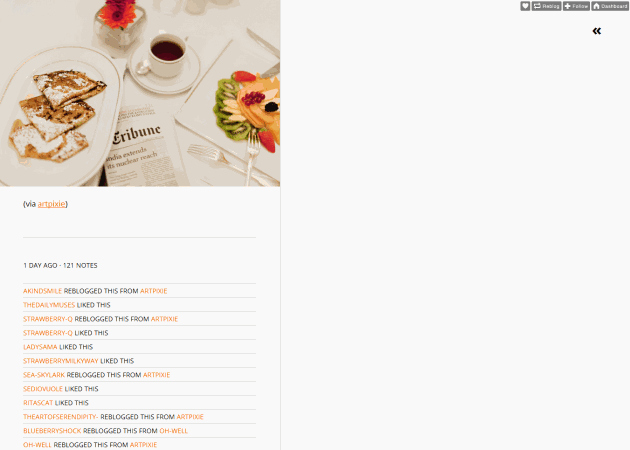 Reblog Follow Dashboard
«
Tribune
india extends
its nuclear reach
(via artpixie)
1 DAY AGO · 121 NOTES
AKINDSMILE REBLOGGED THIS FROM ARTPIXIE
THEDAILYMUSES LIKED THIS
STRAWBERRY-Q REBLOGGED THIS FROM ARTPIXIE
STRAWBERRY-Q LIKED THIS
LADYSAMA LIKED THIS
STRAWBERRYMILKYWAY LIKED THIS
SEA-SKYLARK REBLOGGED THIS FROM ARTPIXIE
SEDIOVUOLE LIKED THIS
RITASCAT LIKED THIS
THEARTOFSERENDIPITY- REBLOGGED THIS FROM ARTPIXIE
BLUEBERRYSHOCK REBLOGGED THIS FROM OH-WELL
OH-WELL REBLOGGED THIS FROM ARTPIXIE